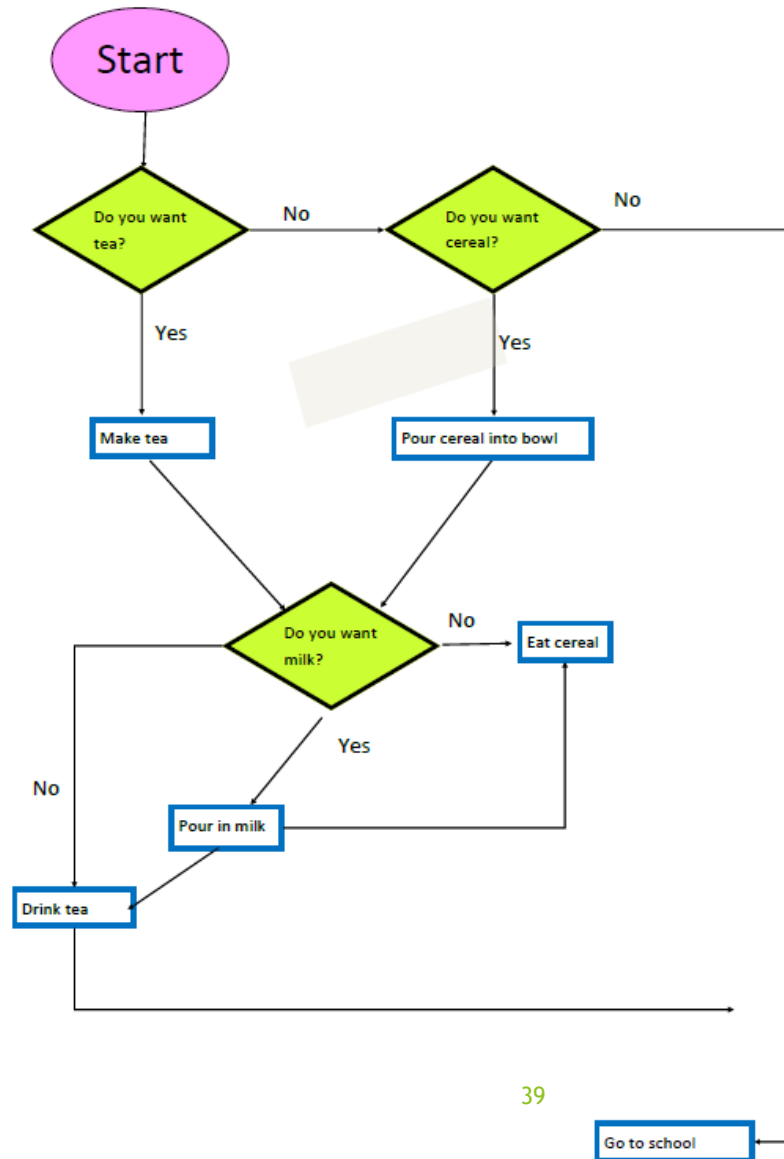 Start
Do you want
tea?
No
Do you want
cereal?
No
Yes
Yes
Make tea
Pour cereal into bowl
Do you want
milk?
No
Eat cereal
Yes
No
Pour in milk
Drink tea
39
Go to school